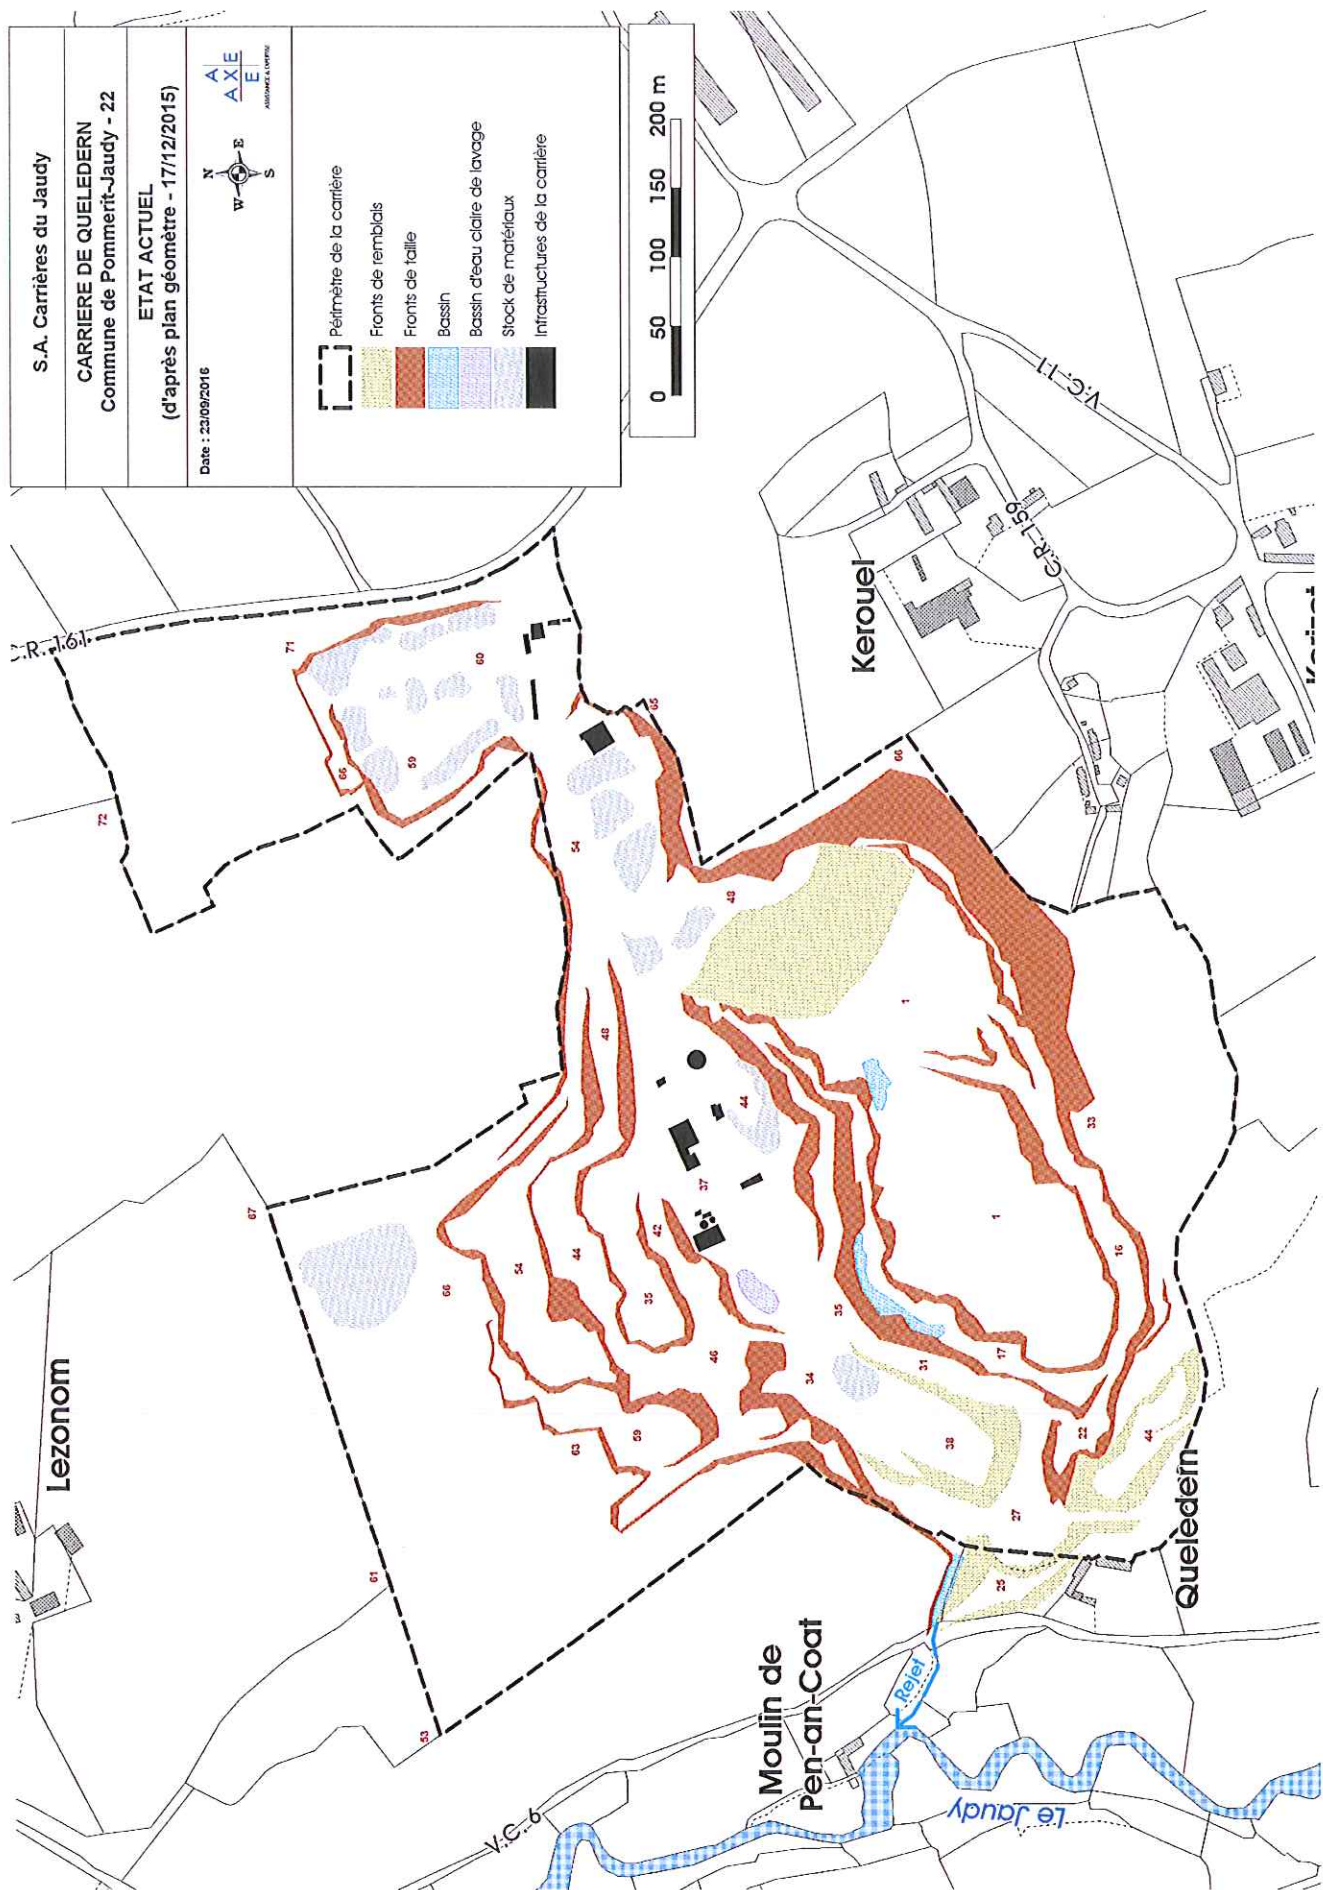 S.A. Carrières du Jaudy
CARRIERE DE QUELEDERN
Commune de Pommerit-Jaudy - 22
ETAT ACTUEL
(d'après plan géomètre - 17/12/2015)
Date : 23/09/2016
N
W
E
S
A
A X E
E
Périmètre de la carrière
Fronts de remblais
Fronts de taille
Bassin
Bassin d'eau claire de lavage
Stock de matériaux
Infrastructures de la carrière
0 50 100 150 200 m
C.R. 161
71
72
60
66
59
65
54
66
48
48
1
44
37
33
67
66
54
44
42
35
1
16
35
46
17
31
34
63
59
38
22
44
27
25
61
53
Lezonom
Kerouel
C.R. 159
V.C. 11
Queledern
Moulin de
Pen-an-Coat
Rejet
Le Jaudy
V.C. 6